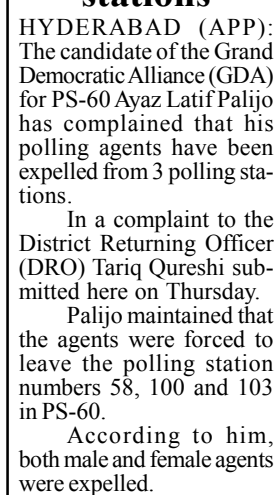 stations
HYDERABAD (APP):
The candidate of the Grand
Democratic Alliance (GDA)
for PS-60 Ayaz Latif Palijo
has complained that his
polling agents have been
expelled from 3 polling sta-
tions.
In a complaint to the
District Returning Officer
(DRO) Tariq Qureshi sub-
mitted here on Thursday.
Palijo maintained that
the agents were forced to
leave the polling station
numbers 58, 100 and 103
in PS-60.
According to him,
both male and female agents
were expelled.